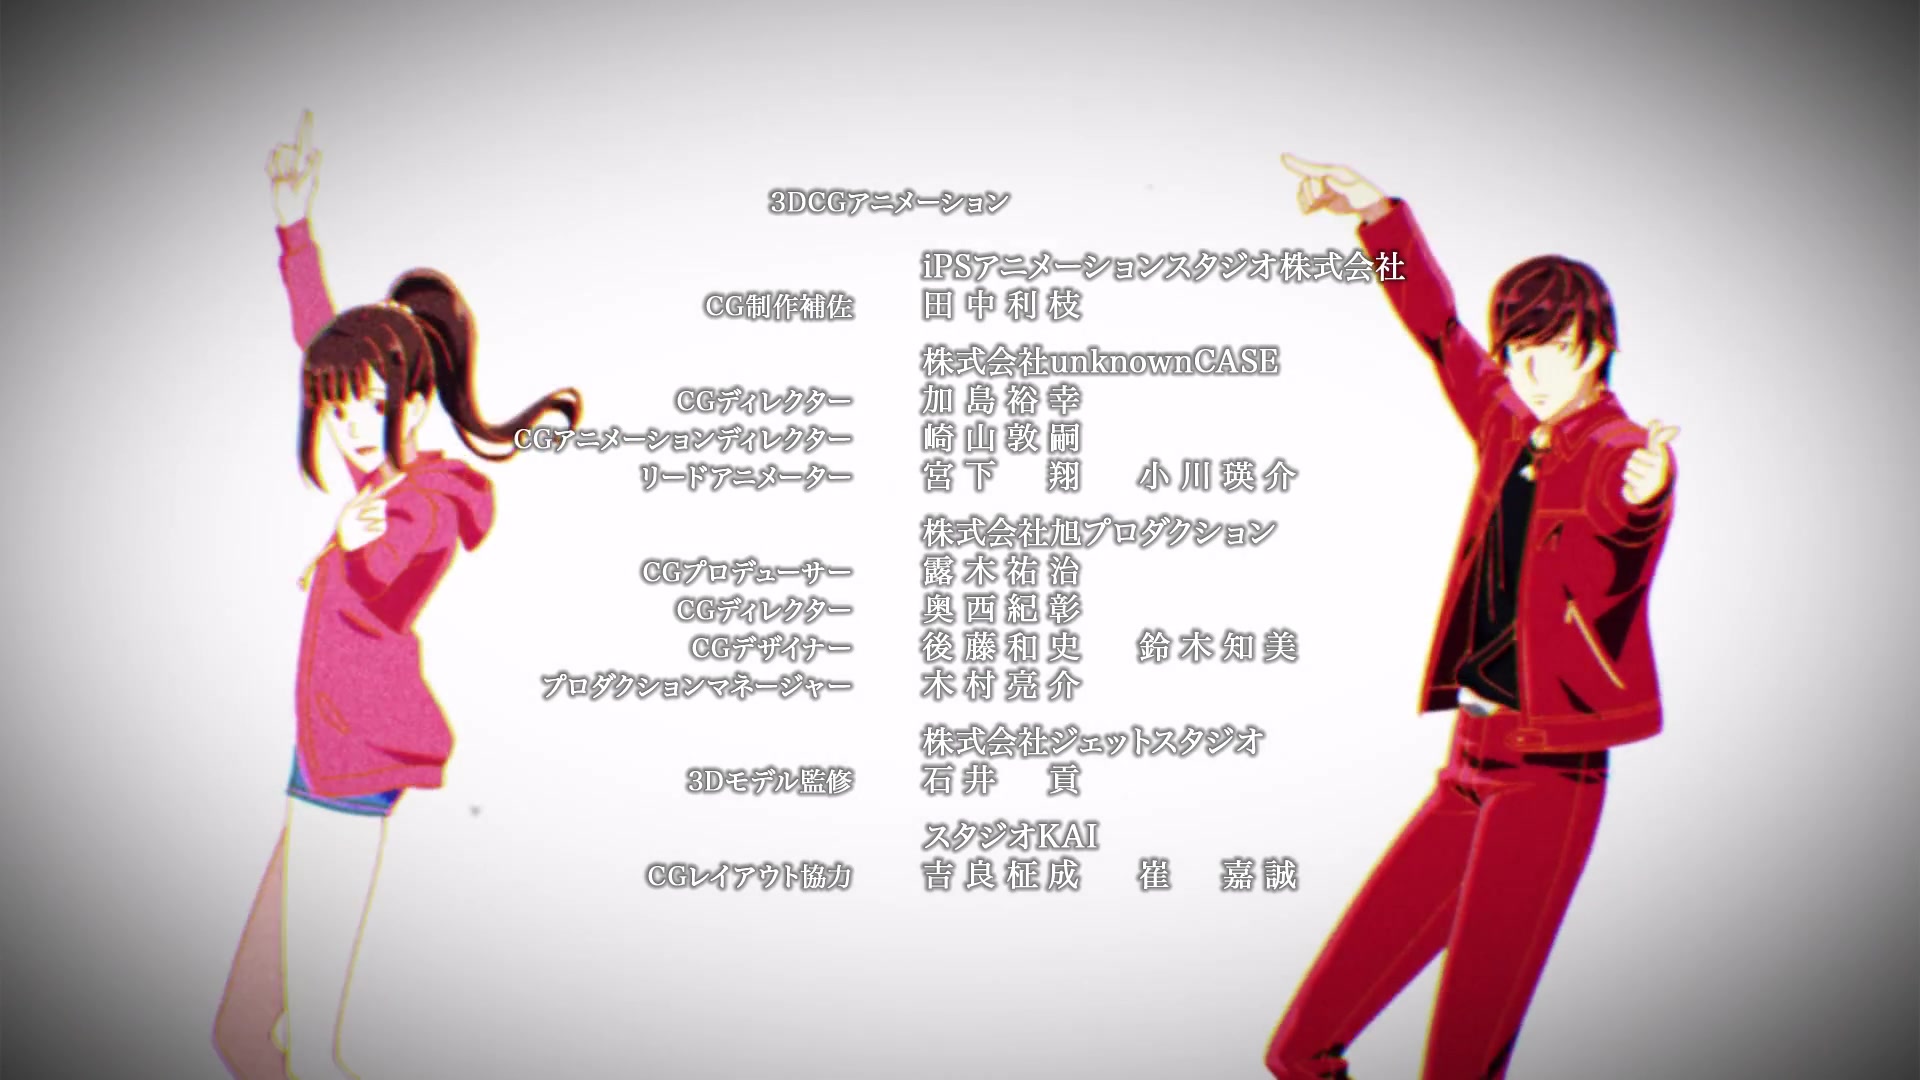 3DCGアニメーション
iPSアニメーションスタジオ株式会社
CG制作補佐 田中利枝
株式会社unknownCASE
CGディレクター 加島裕幸
CGアニメーションディレクター 崎山敦嗣
リードアニメーター 宮下 翔 小川瑛介
株式会社旭プロダクション
CGプロデューサー 露木祐治
CGディレクター 奥西紀彰
CGデザイナー 後藤和史 鈴木知美
プロダクションマネージャー 木村亮介
株式会社ジェットスタジオ
3Dモデル監修 石井 貢
スタジオKAI
CGレイアウト協力 吉良柾成 崔 嘉誠